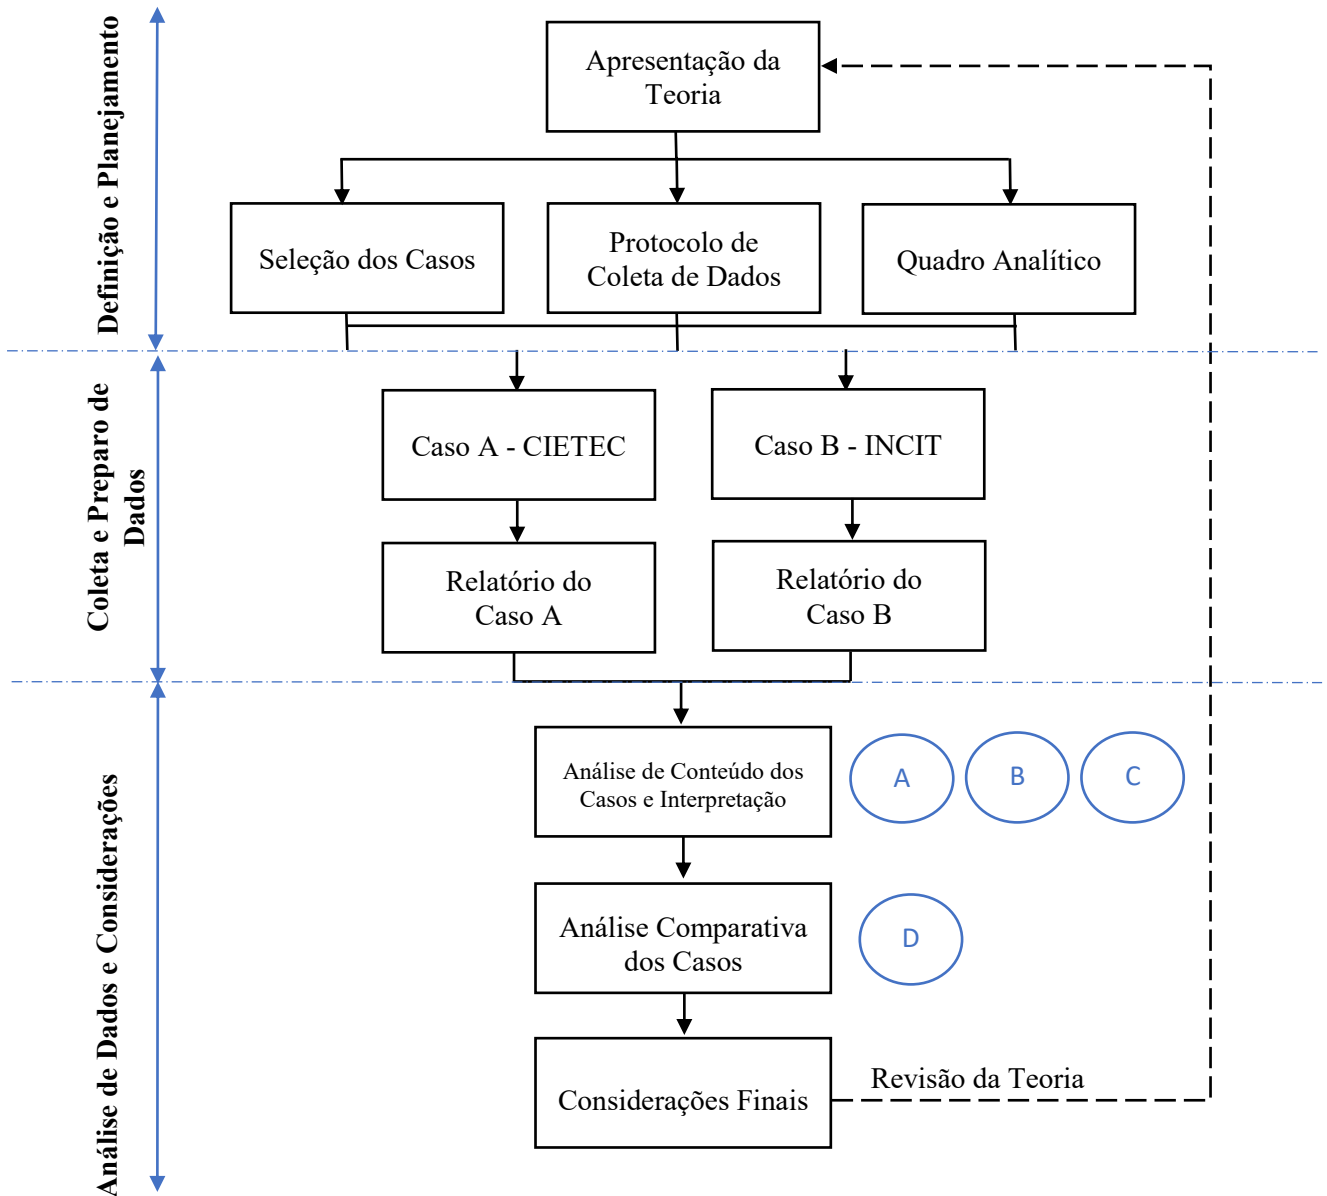 Definição e Planejamento
Apresentação da
Teoria
Seleção dos Casos
Protocolo de
Coleta de Dados
Quadro Analítico
Coleta e Preparo de
Dados
Caso A - CIETEC
Caso B - INCIT
Relatório do
Caso A
Relatório do
Caso B
Análise de Dados e Considerações
Análise de Conteúdo dos
Casos e Interpretação
A
B
C
Análise Comparativa
dos Casos
D
Considerações Finais
Revisão da Teoria